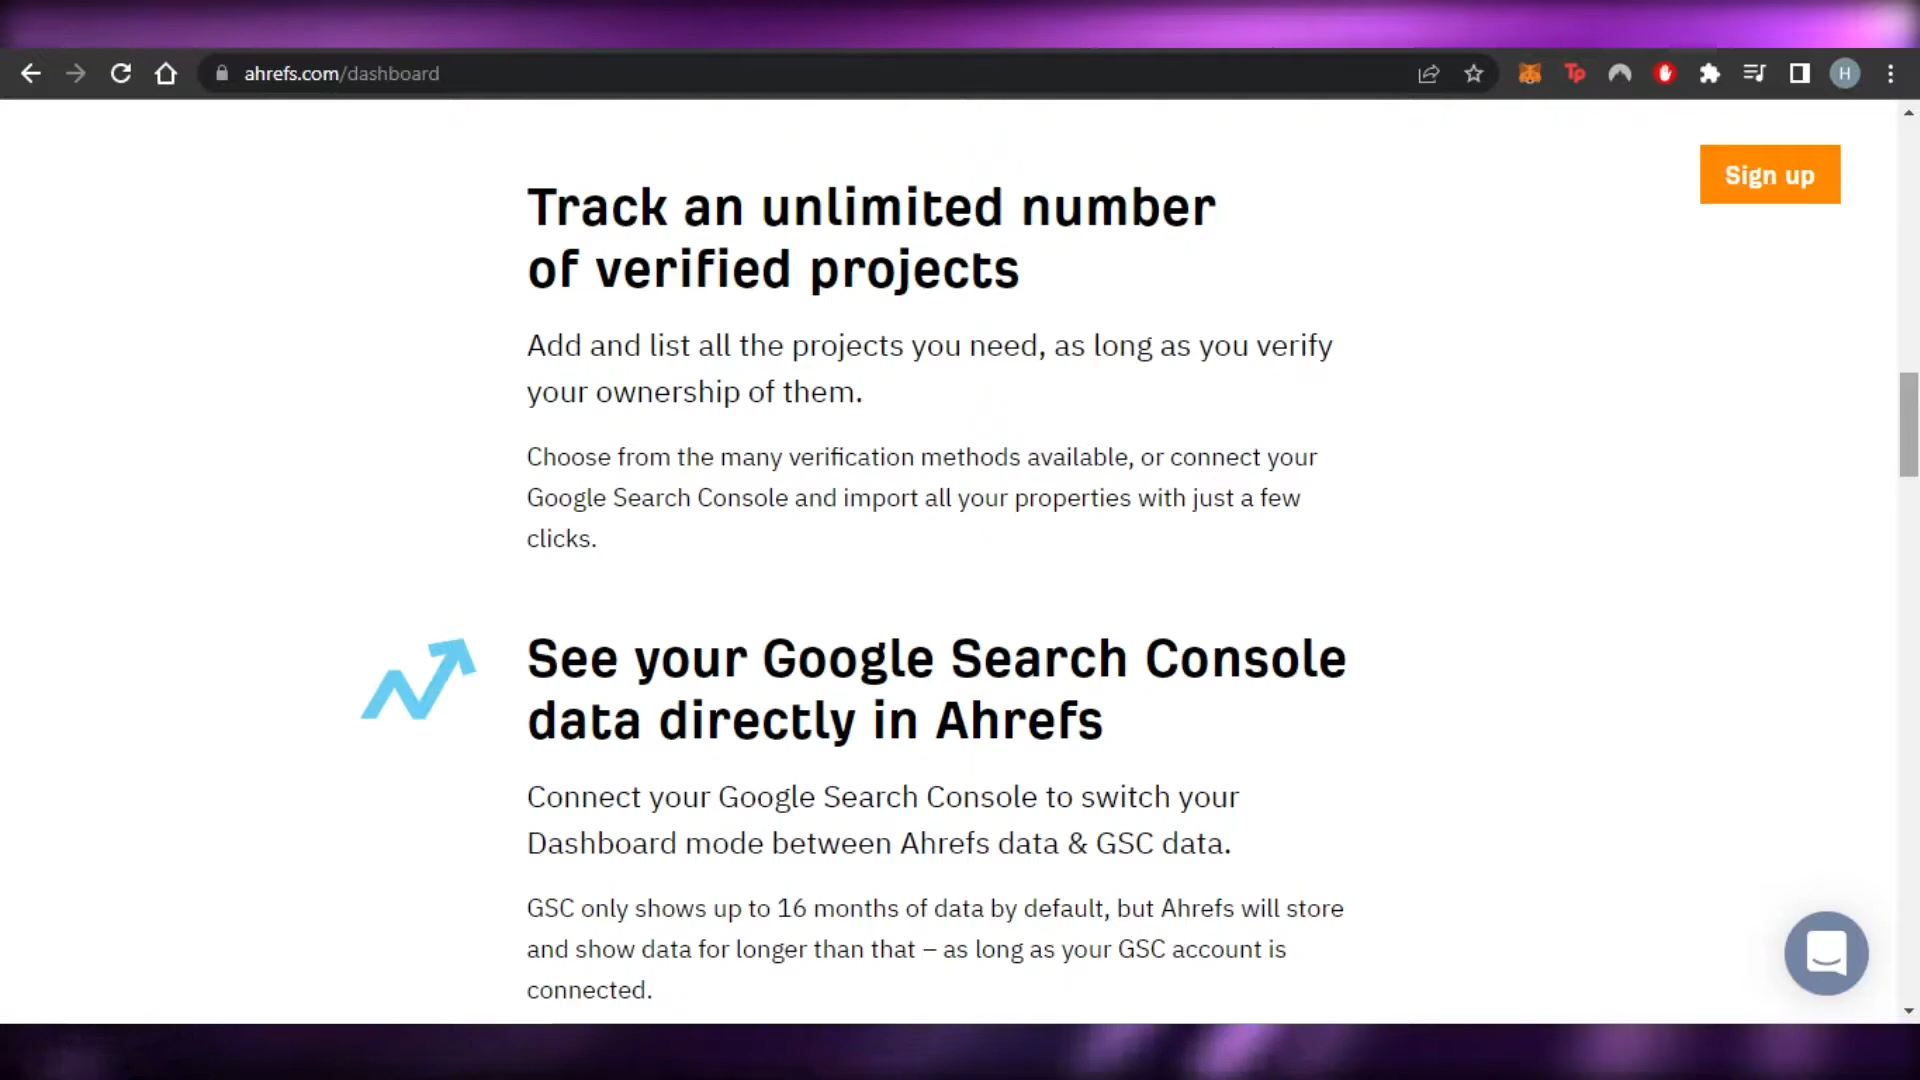 ahrefs.com/dashboard
Tp
H
Sign up
Track an unlimited number
of verified projects
Add and list all the projects you need, as long as you verify
your ownership of them.
Choose from the many verification methods available, or connect your
Google Search Console and import all your properties with just a few
clicks.
See your Google Search Console
data directly in Ahrefs
Connect your Google Search Console to switch your
Dashboard mode between Ahrefs data & GSC data.
GSC only shows up to 16 months of data by default, but Ahrefs will store
and show data for longer than that – as long as your GSC account is
connected.